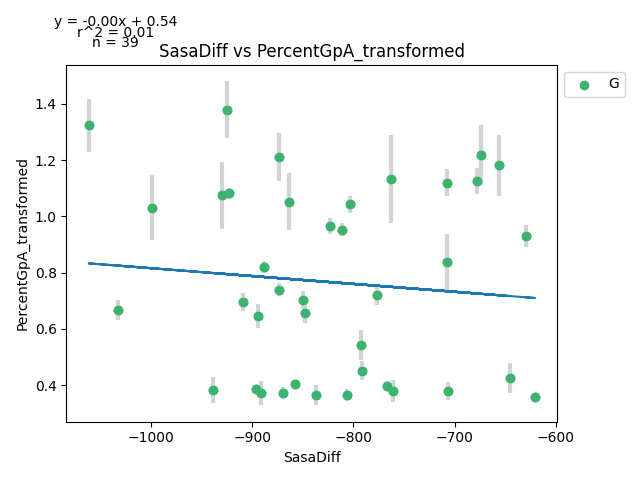 y = -0.00x + 0.54
r^2 = 0.01
n = 39
SasaDiff vs PercentGpA_transformed
G
PercentGpA_transformed
1.4
1.2
1.0
0.8
0.6
0.4
−1000
−900
−800
−700
−600
SasaDiff